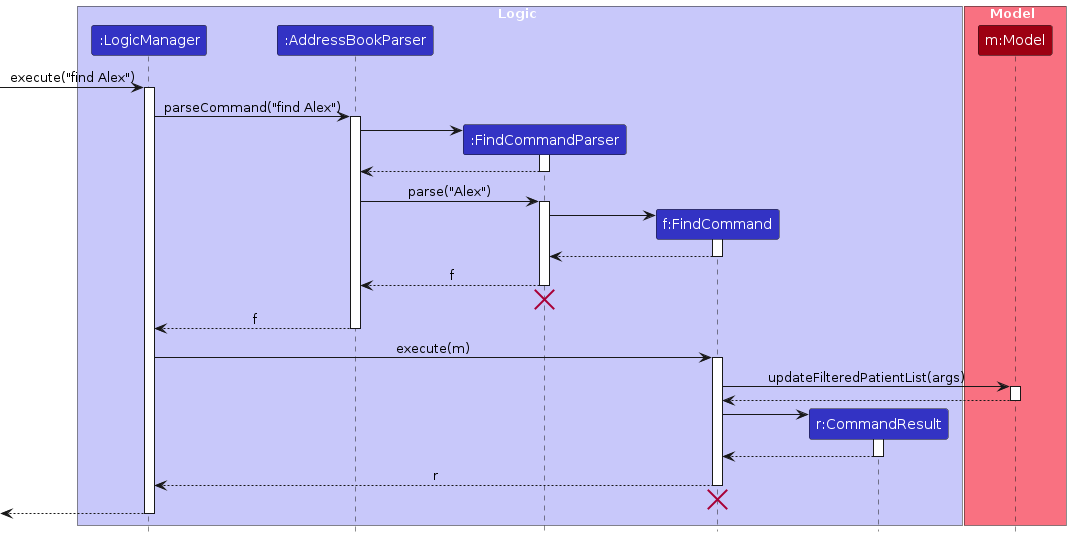 Logic
Model
:LogicManager
:AddressBookParser
m:Model
execute("find Alex")
parseCommand("find Alex")
:FindCommandParser
parse("Alex")
f:FindCommand
f
f
execute(m)
updateFilteredPatientList(args)
r:CommandResult
r